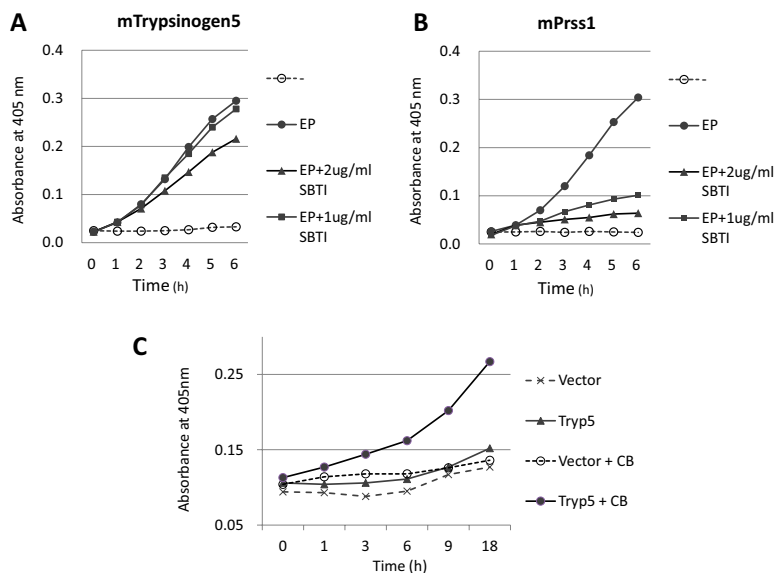 A
mTrypsinogen5
Absorbance at 405 nm
0.4
0.3
0.2
0.1
0.0
0 1 2 3 4 5 6
Time (h)
-
EP
EP+2ug/ml
SBTI
EP+1ug/ml
SBTI
B
mPrss1
Absorbance at 405 nm
0.4
0.3
0.2
0.1
0.0
0 1 2 3 4 5 6
Time (h)
-
EP
EP+2ug/ml
SBTI
EP+1ug/ml
SBTI
C
Absorbance at 405nm
0.25
0.15
0.05
0 1 3 6 9 18
Time (h)
Vector
Tryp5
Vector + CB
Tryp5 + CB